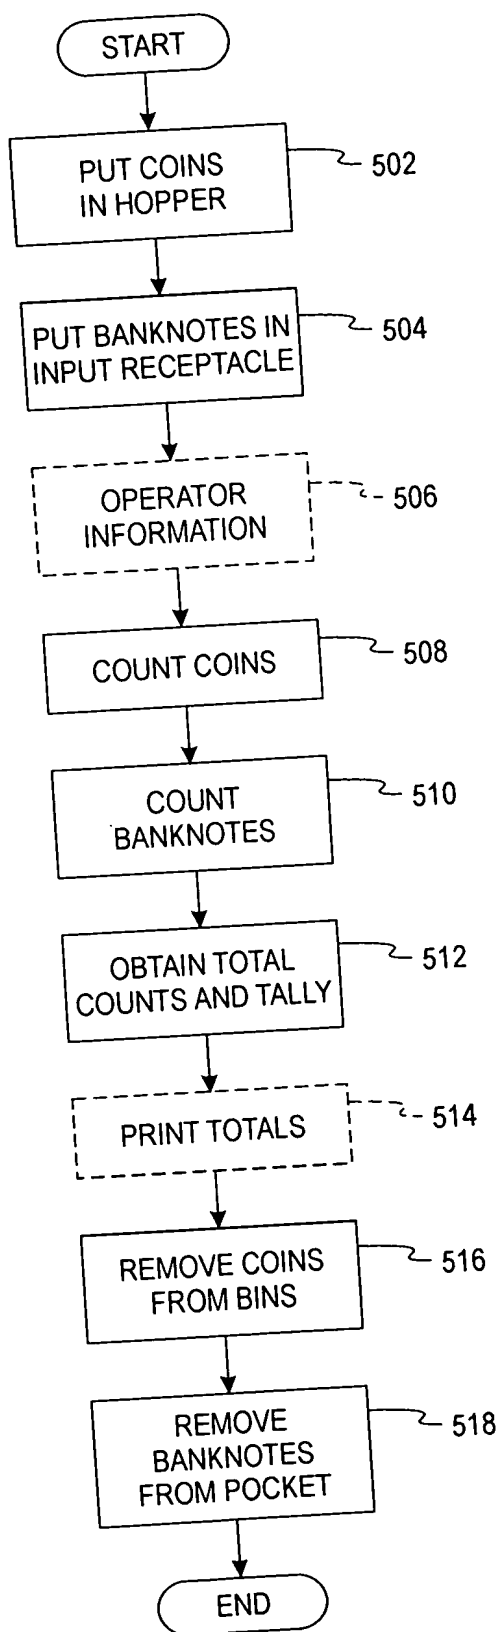 START
PUT COINS
IN HOPPER
502
PUT BANKNOTES IN
INPUT RECEPTACLE
504
OPERATOR
INFORMATION
506
COUNT COINS
508
COUNT
BANKNOTES
510
OBTAIN TOTAL
COUNTS AND TALLY
512
PRINT TOTALS
514
REMOVE COINS
FROM BINS
516
REMOVE
BANKNOTES
FROM POCKET
518
END